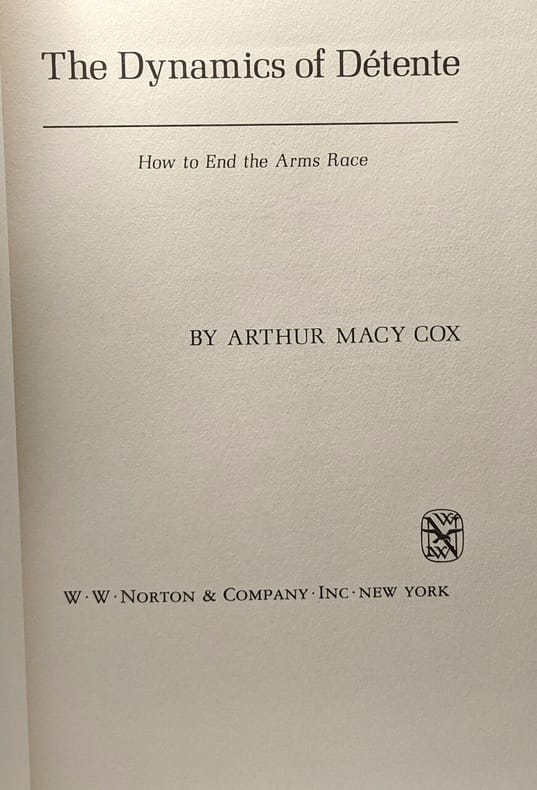 The Dynamics of Détente
How to End the Arms Race
BY ARTHUR MACY COX
W·W·NORTON & COMPANY·INC·NEW YORK